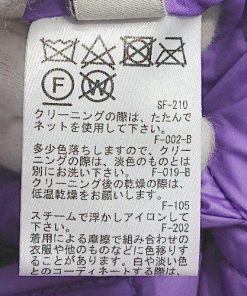 F W
SF-210
クリーニングの際は、たたんで
ネットを使用して下さい。
F-002-B
多少色落ちしますので、クリー
ニングの際は、淡色のものとは
別にお洗い下さい。 F-019-B
クリーニング後の乾燥の際は、
低温乾燥をお願いします。
F-105
スチームで浮かしアイロンして
下さい。 F-202
着用による摩擦で組み合わせの
衣服や他のものなどに色移りす
ることがあります。白や淡い色
とのコーディネートする際は、